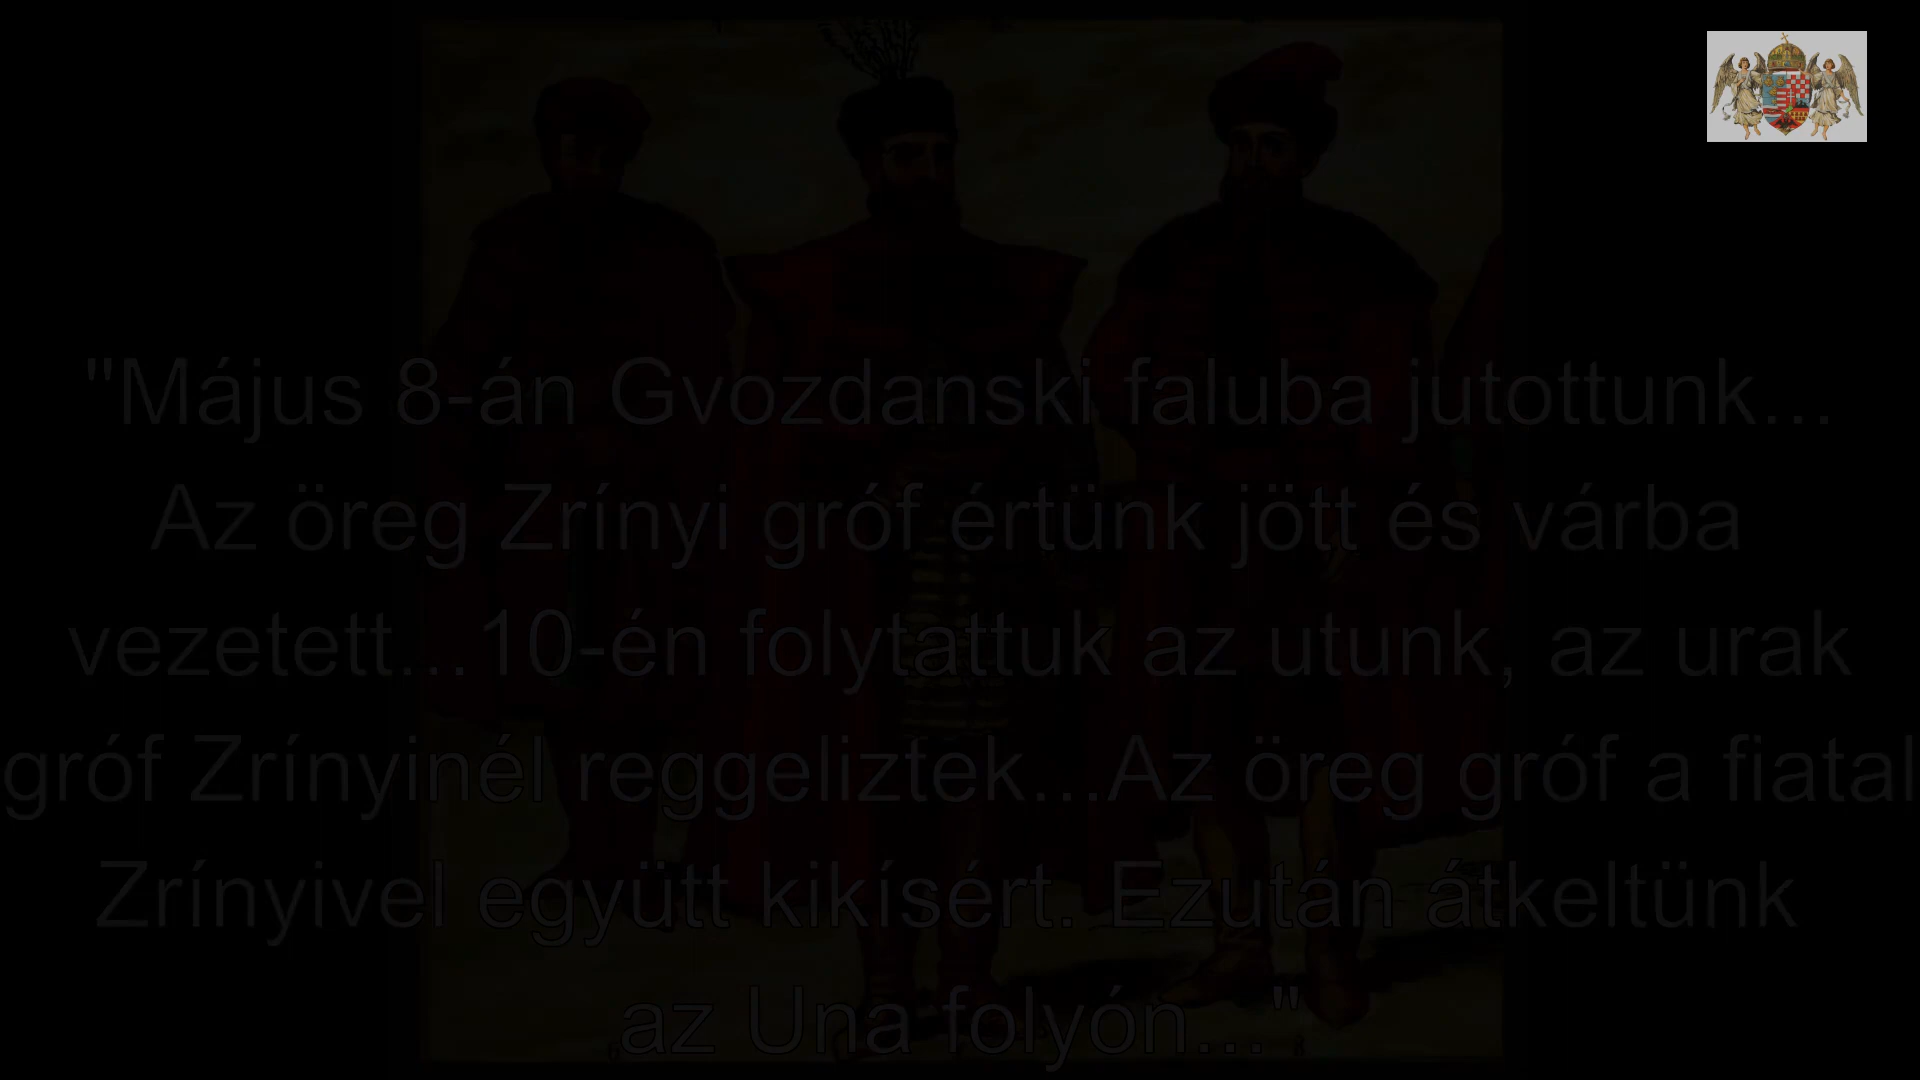 "Május 8-án Gvozdanski faluba jutottunk...
Az öreg Zrínyi gróf értünk jött és várba
vezetett...10-én folytattuk az utunk, az urak
gróf Zrínyinél reggeliztek...Az öreg gróf a fiatal
Zrínyivel együtt kikísért. Ezután átkeltünk
az Una folyón..."